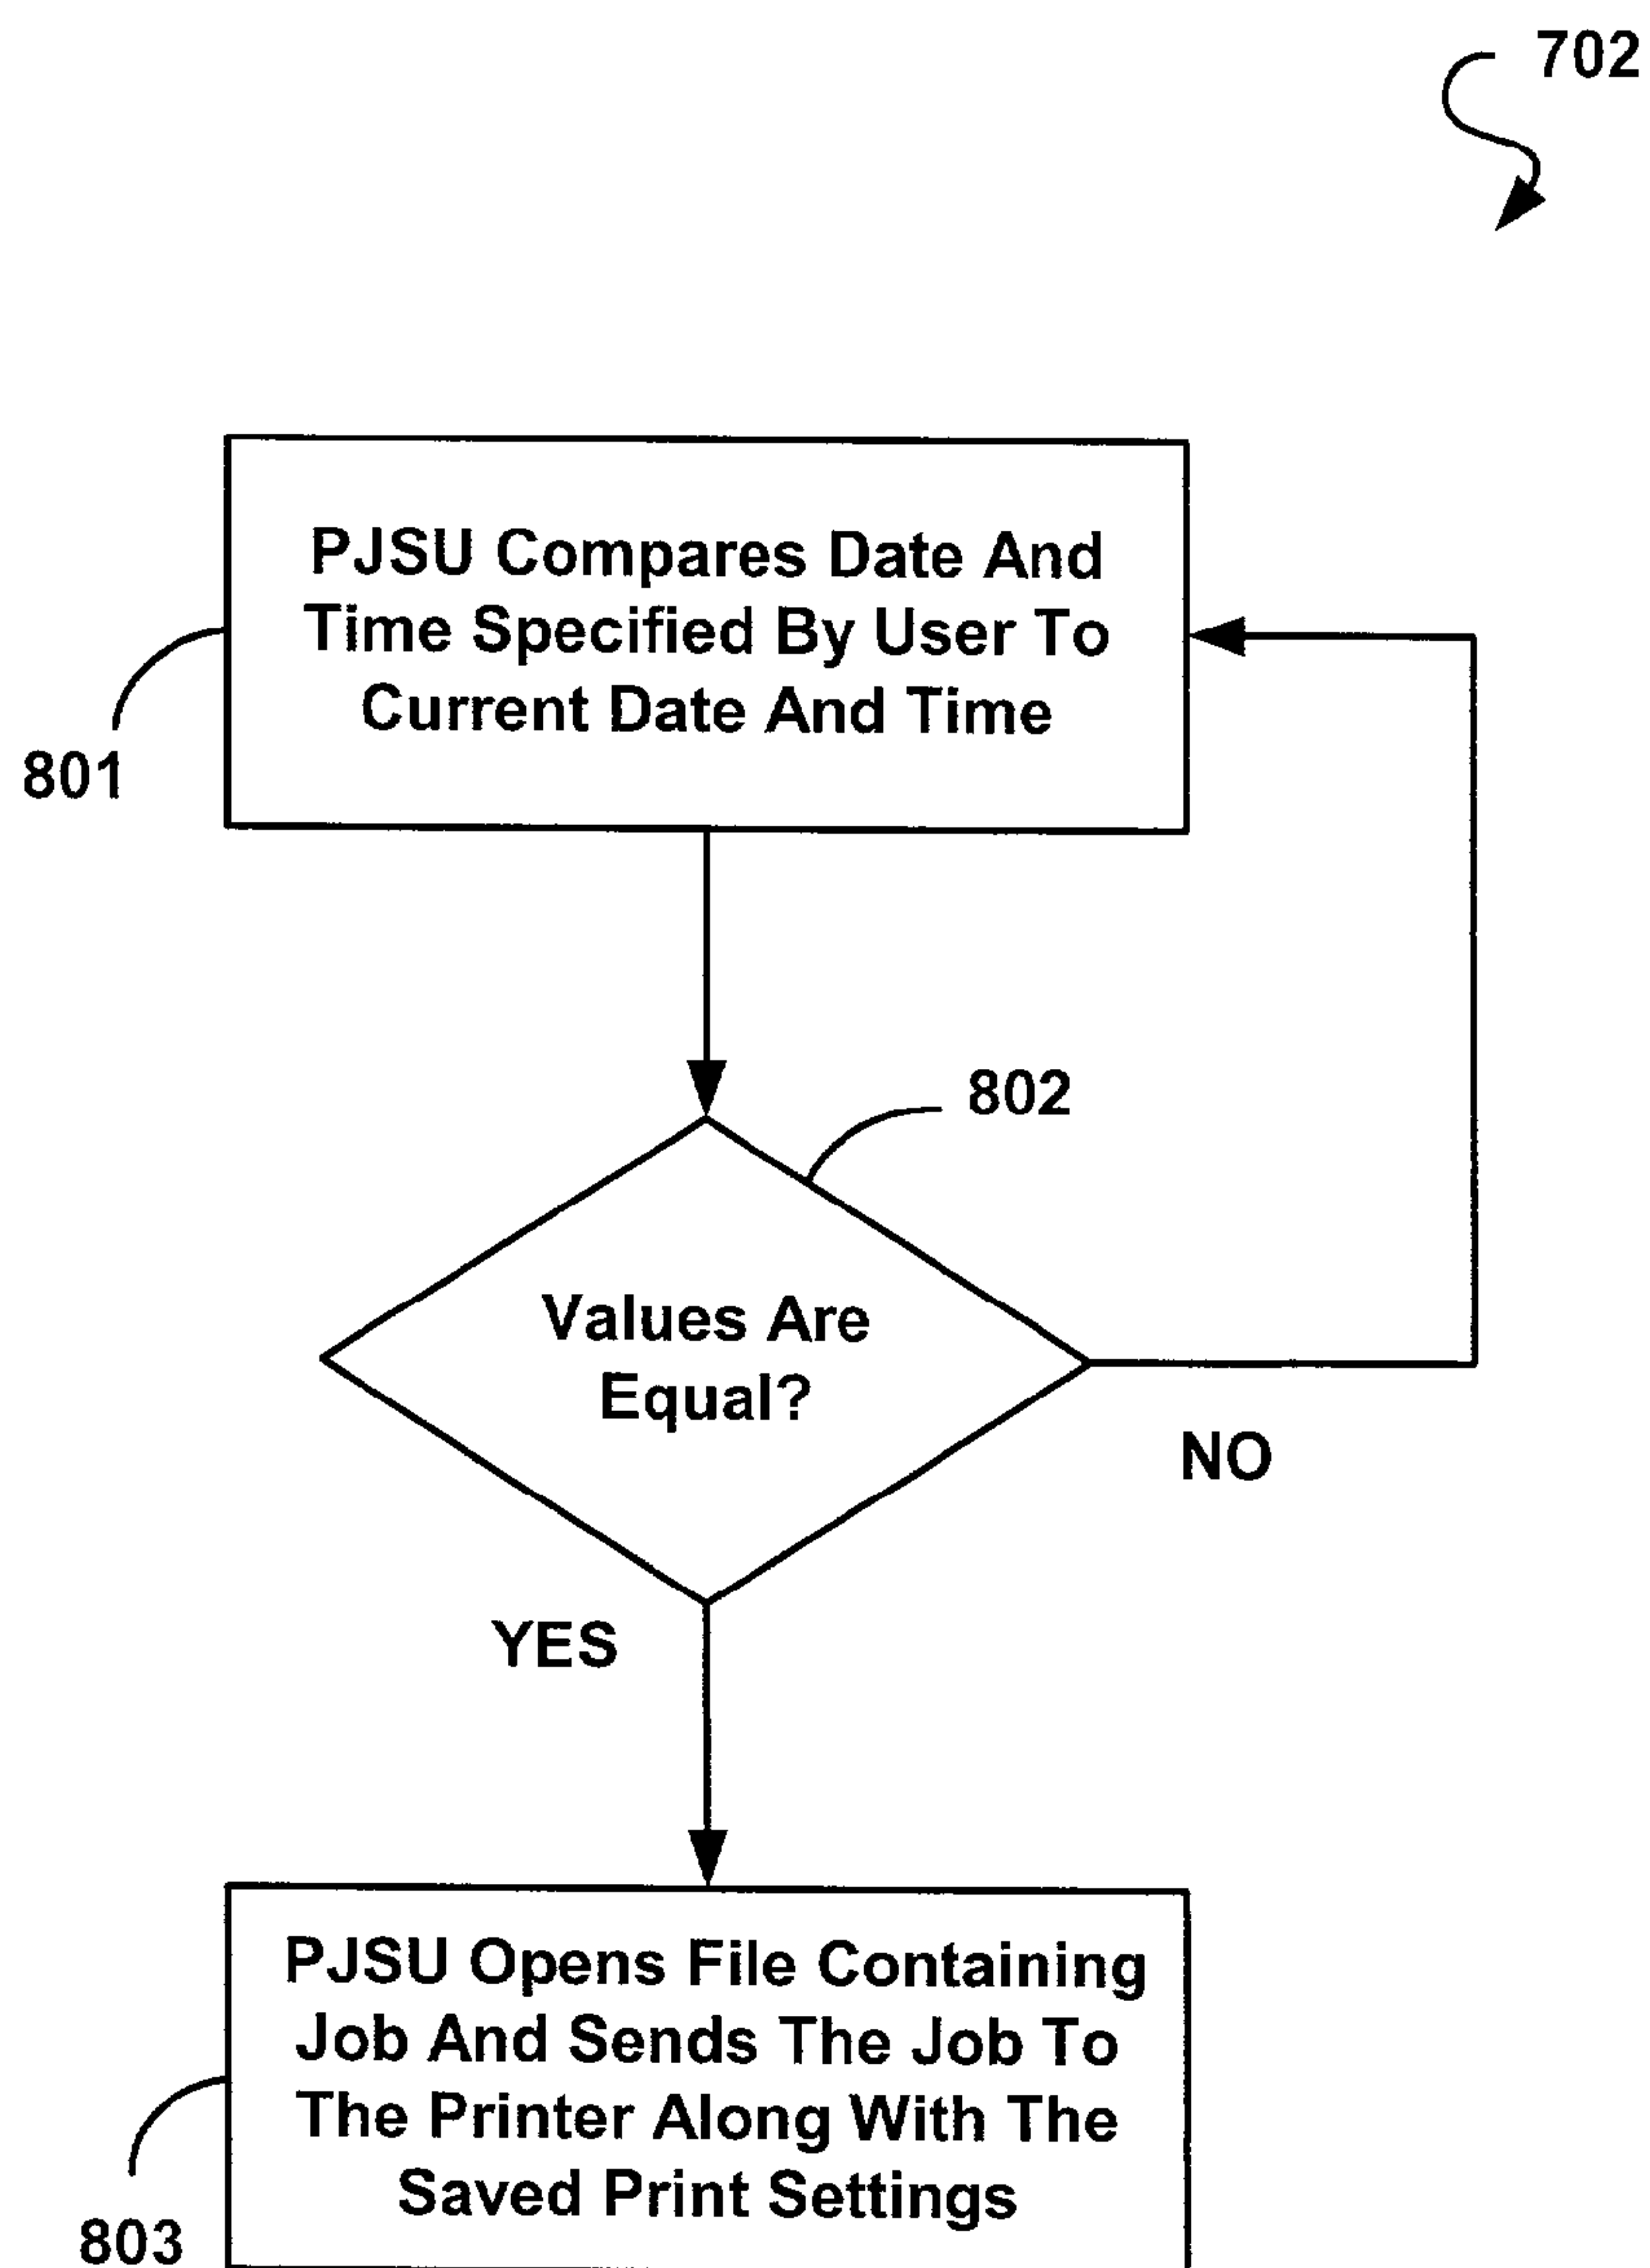 702
PJSU Compares Date And
Time Specified By User To
Current Date And Time
801
802
Values Are
Equal?
NO
YES
PJSU Opens File Containing
Job And Sends The Job To
The Printer Along With The
Saved Print Settings
803